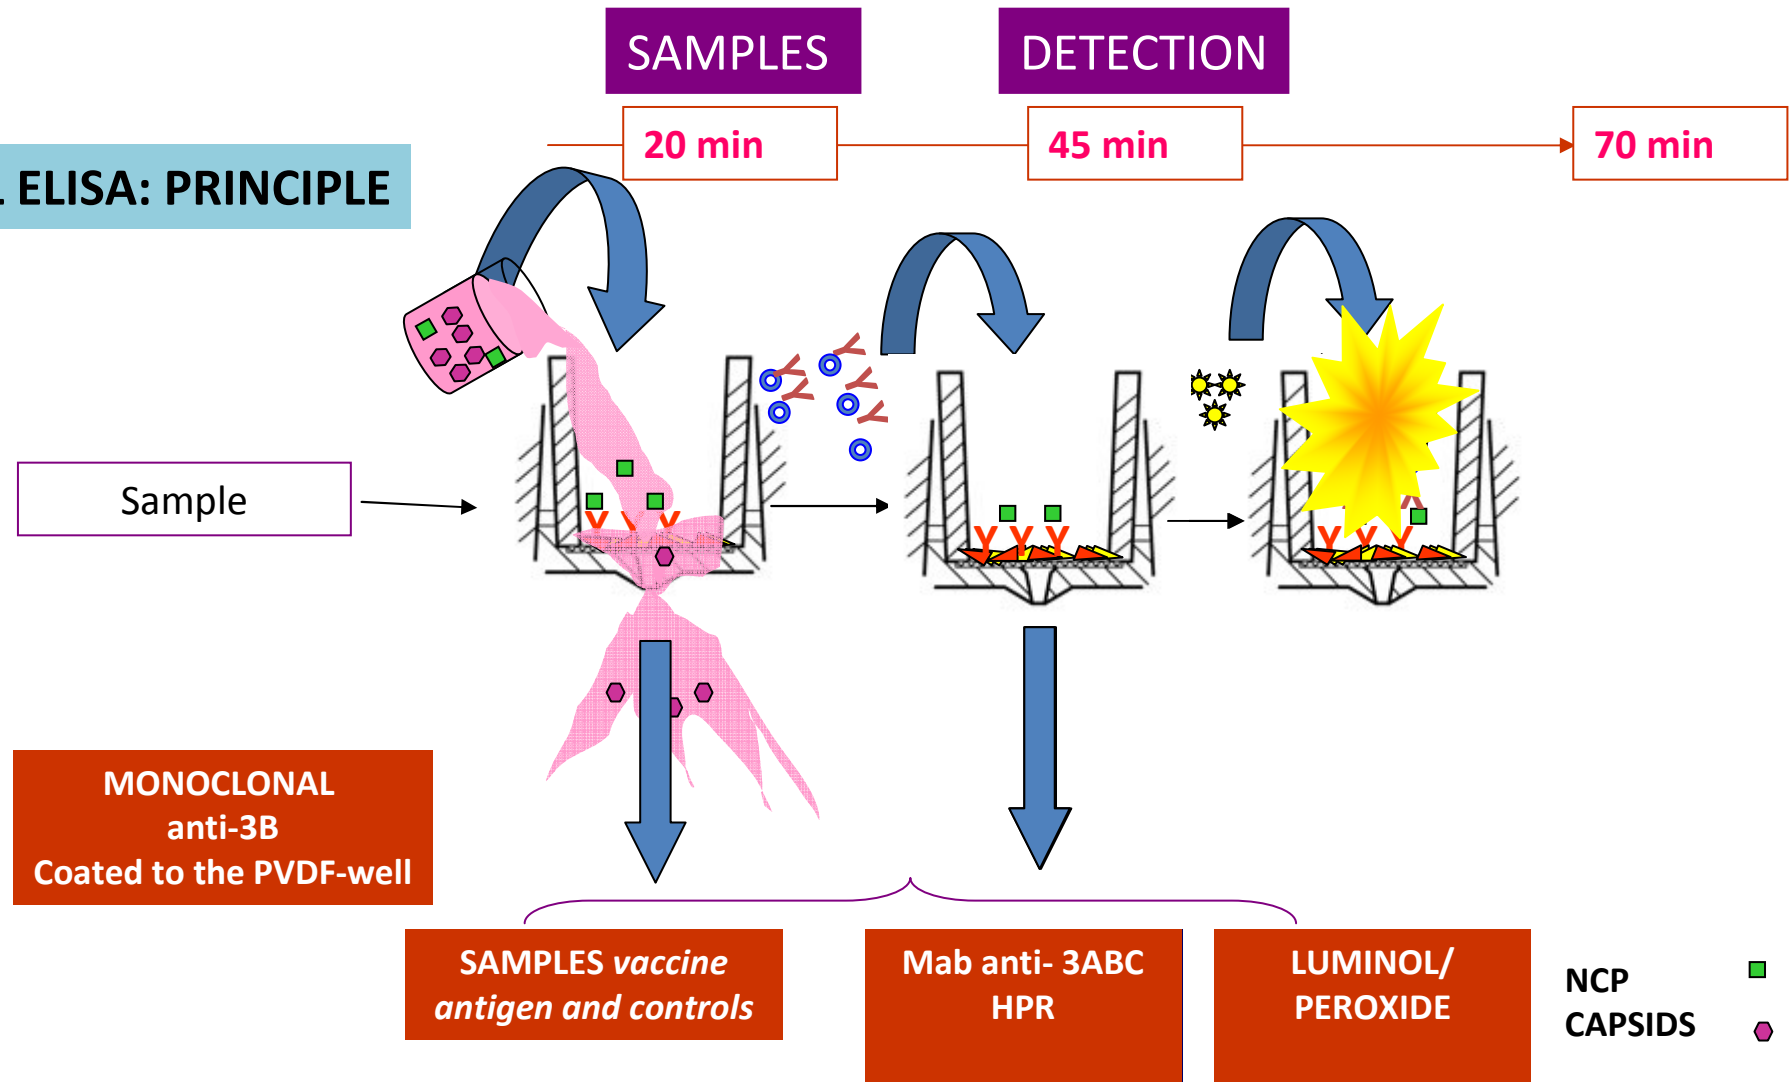 SAMPLES
DETECTION
20 min
45 min
70 min
ELISA: PRINCIPLE
Sample
MONOCLONAL
anti-3B
Coated to the PVDF-well
SAMPLES vaccine
antigen and controls
Mab anti- 3ABC
HPR
LUMINOL/
PEROXIDE
NCP
CAPSIDS